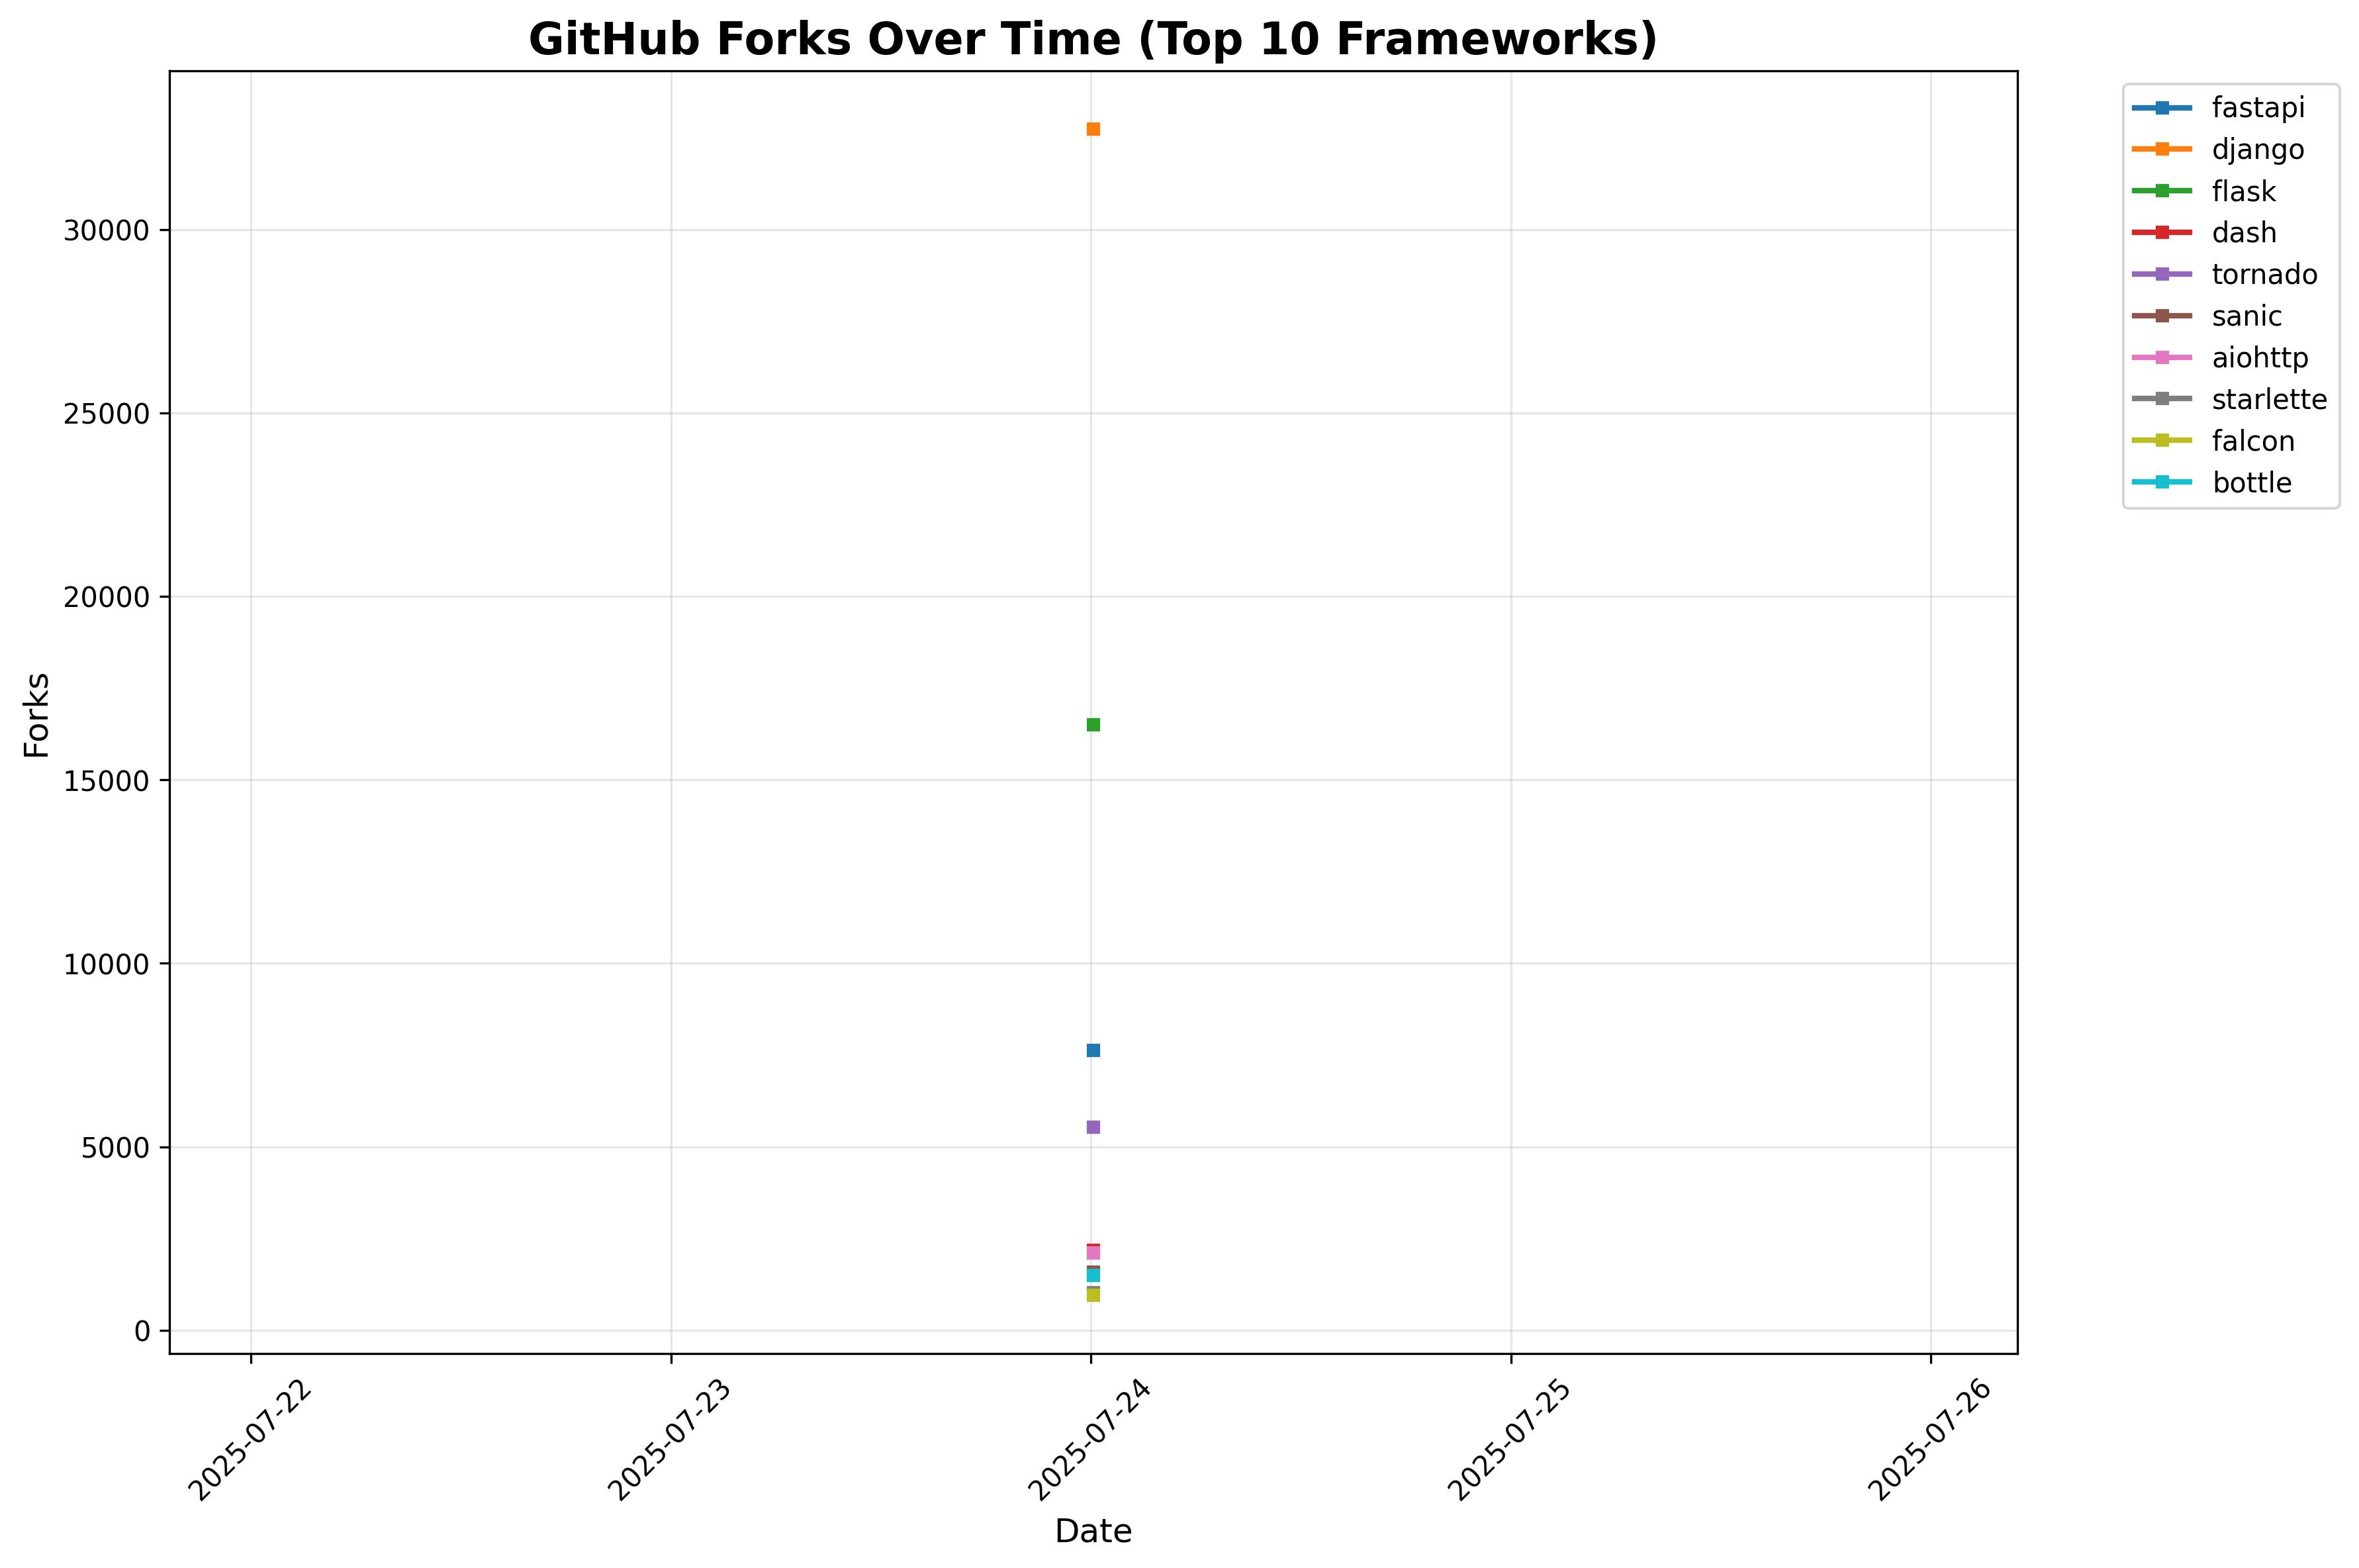 GitHub Forks Over Time (Top 10 Frameworks)
fastapi
django
flask
dash
tornado
sanic
aiohttp
starlette
falcon
bottle
Forks
30000
25000
20000
15000
10000
5000
0
2025-07-22
2025-07-23
2025-07-24
2025-07-25
2025-07-26
Date